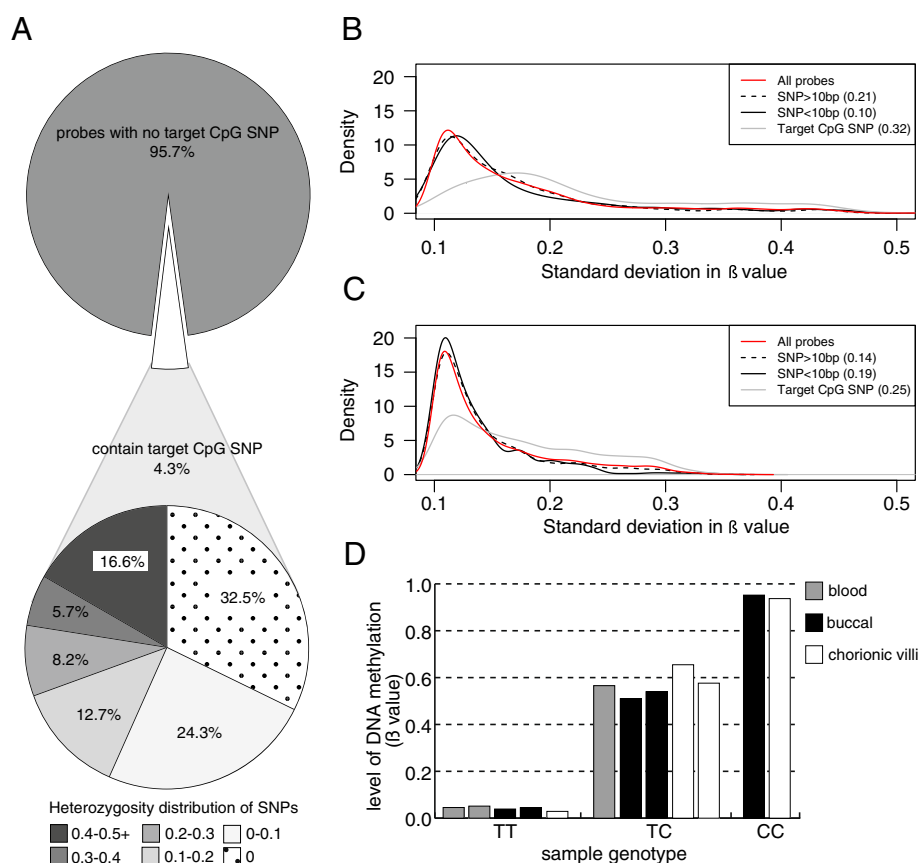 A
probes with no target CpG SNP
95.7%
contain target CpG SNP
4.3%
16.6%
32.5%
5.7%
8.2%
12.7%
24.3%
Heterozygosity distribution of SNPs
0.4-0.5+
0.2-0.3
0-0.1
0.3-0.4
0.1-0.2
0
B
Density
20
15
10
5
0
All probes
SNP>10bp (0.21)
SNP<10bp (0.10)
Target CpG SNP (0.32)
0.1
0.2
0.3
0.4
0.5
Standard deviation in ß value
C
Density
20
15
10
5
0
All probes
SNP>10bp (0.14)
SNP<10bp (0.19)
Target CpG SNP (0.25)
0.1
0.2
0.3
0.4
0.5
Standard deviation in ß value
D
level of DNA methylation
(ß value)
1.0
0.8
0.6
0.4
0.2
0.0
TT
TC
CC
sample genotype
blood
buccal
chorionic villi